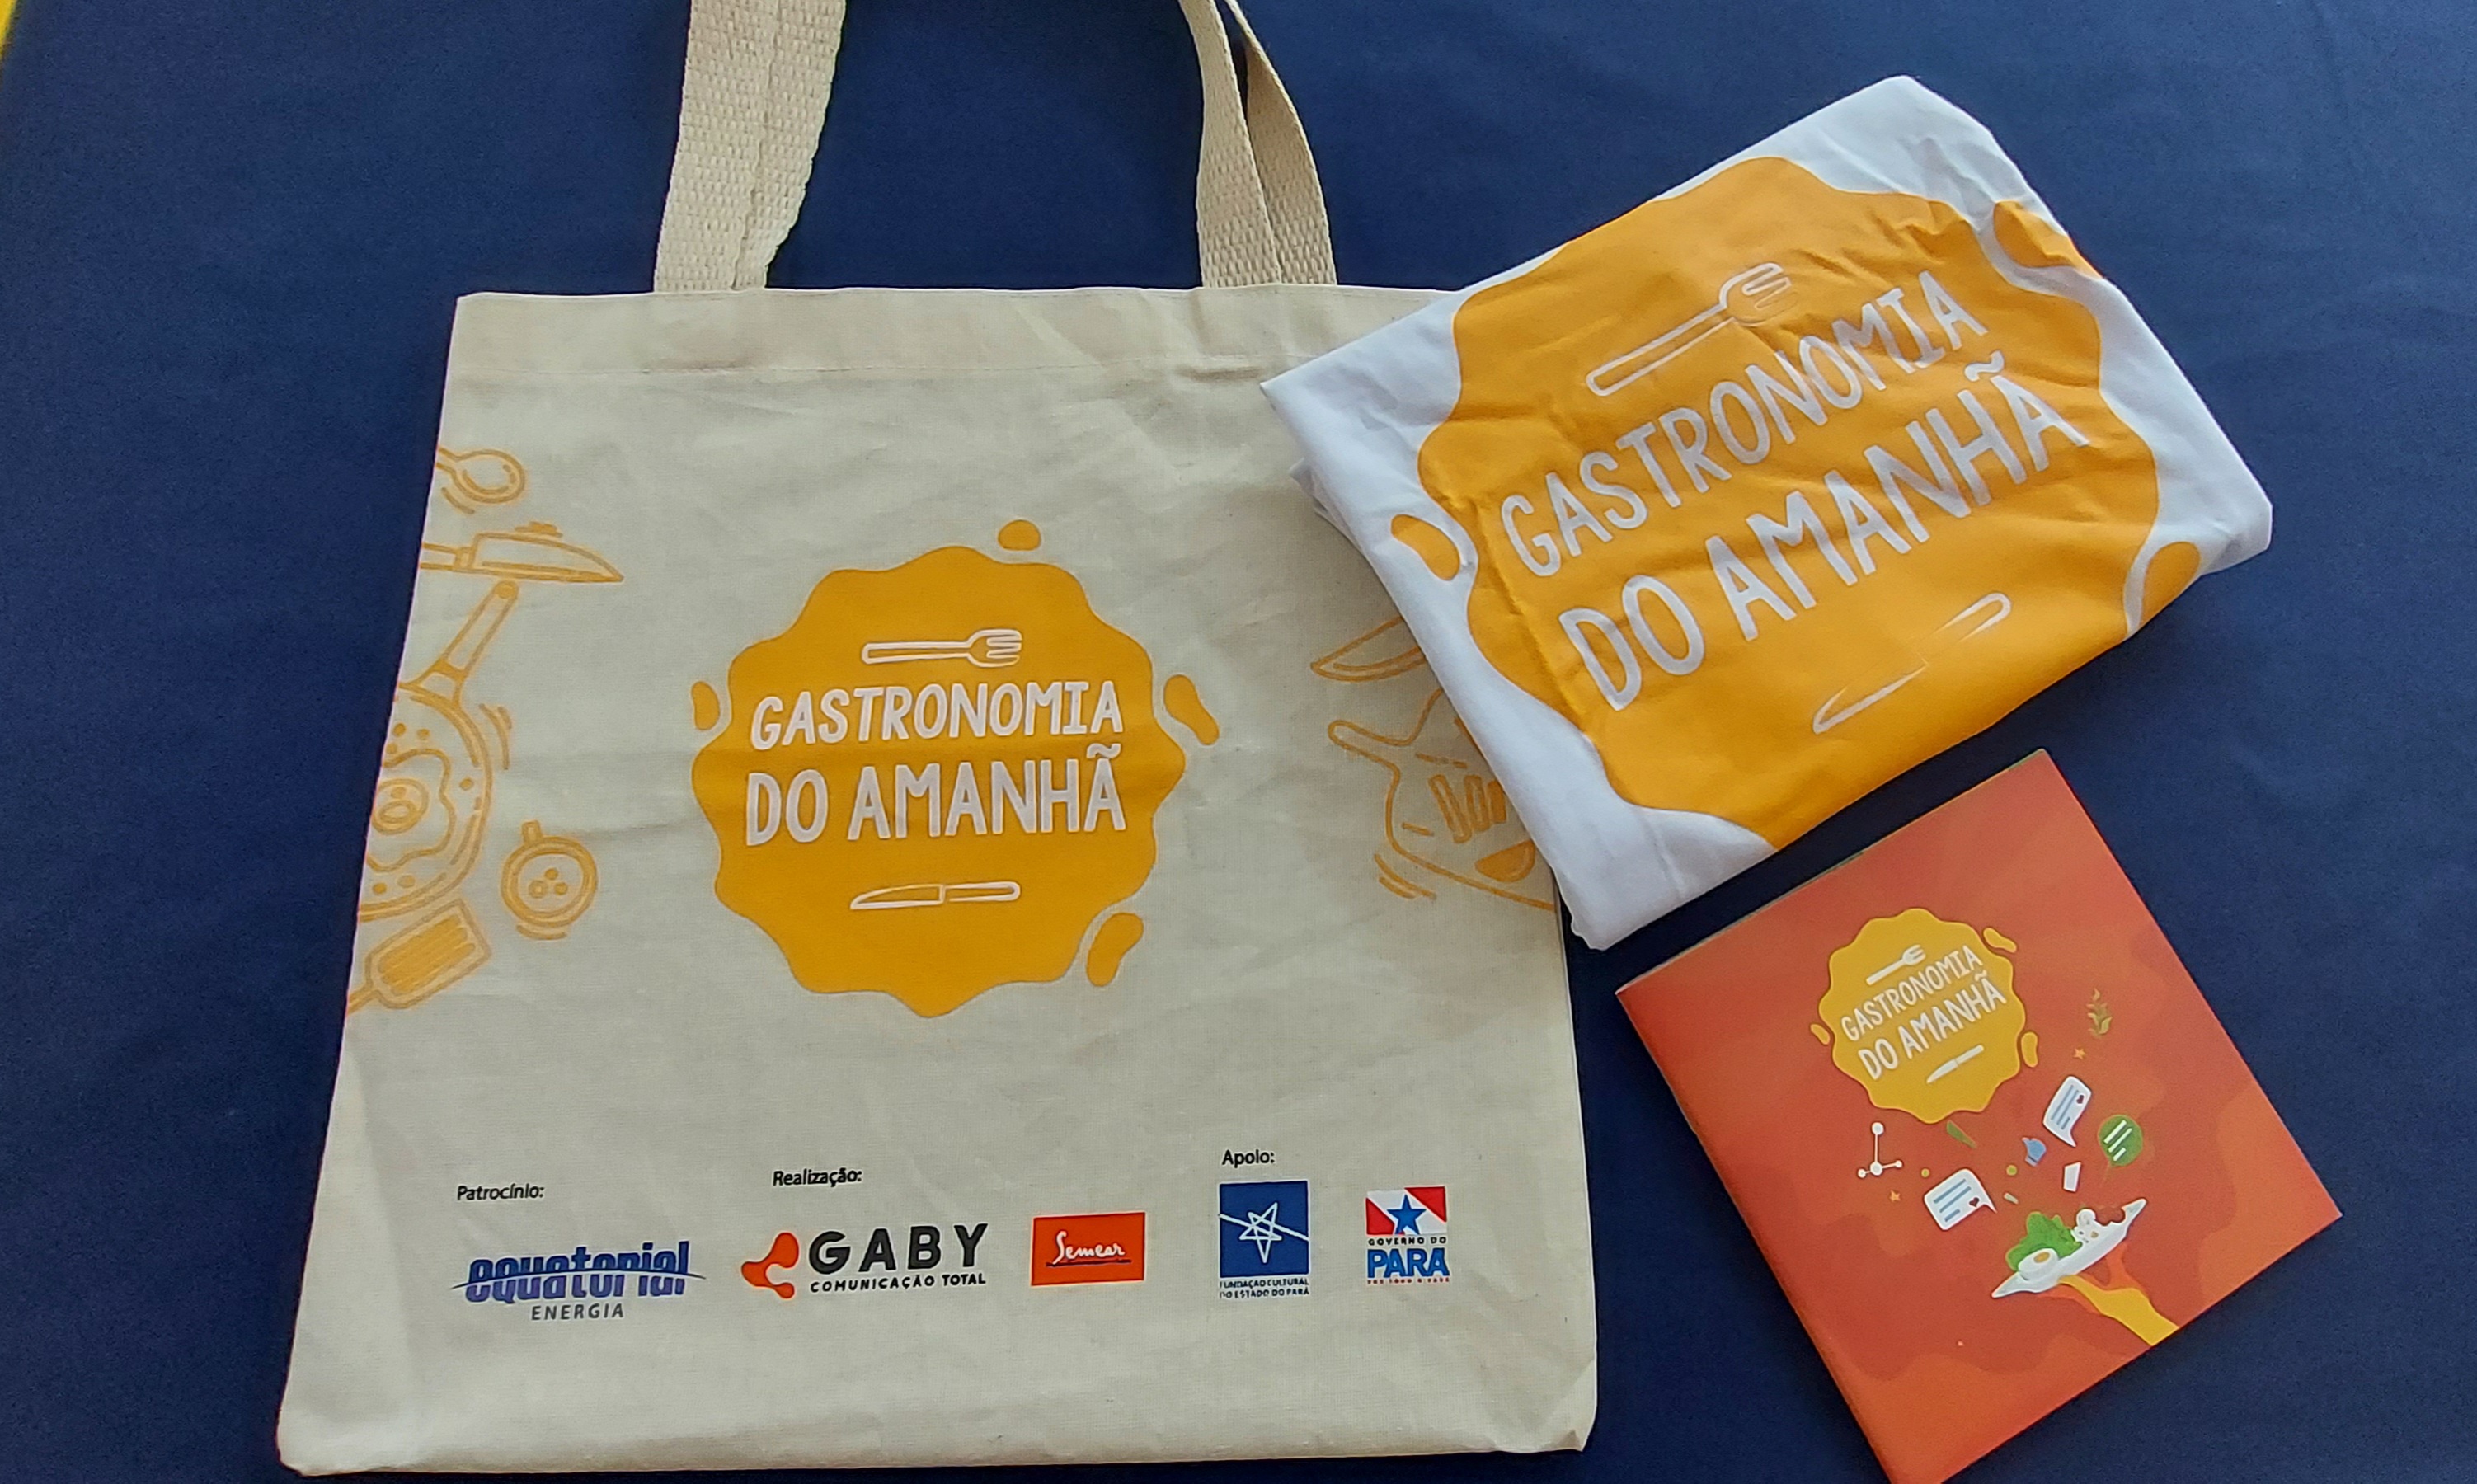 GASTRONOMIA
DO AMANHÃ
Patrocínio:
equatorial
ENERGIA
Realização:
GABY
COMUNICAÇÃO TOTAL
Semear
Apoio:
FUNDAÇÃO CULTURAL
DO ESTADO DO PARÁ
GOVERNO DO
PARÁ
GASTRONOMIA
DO AMANHÃ
GASTRONOMIA
DO AMANHÃ